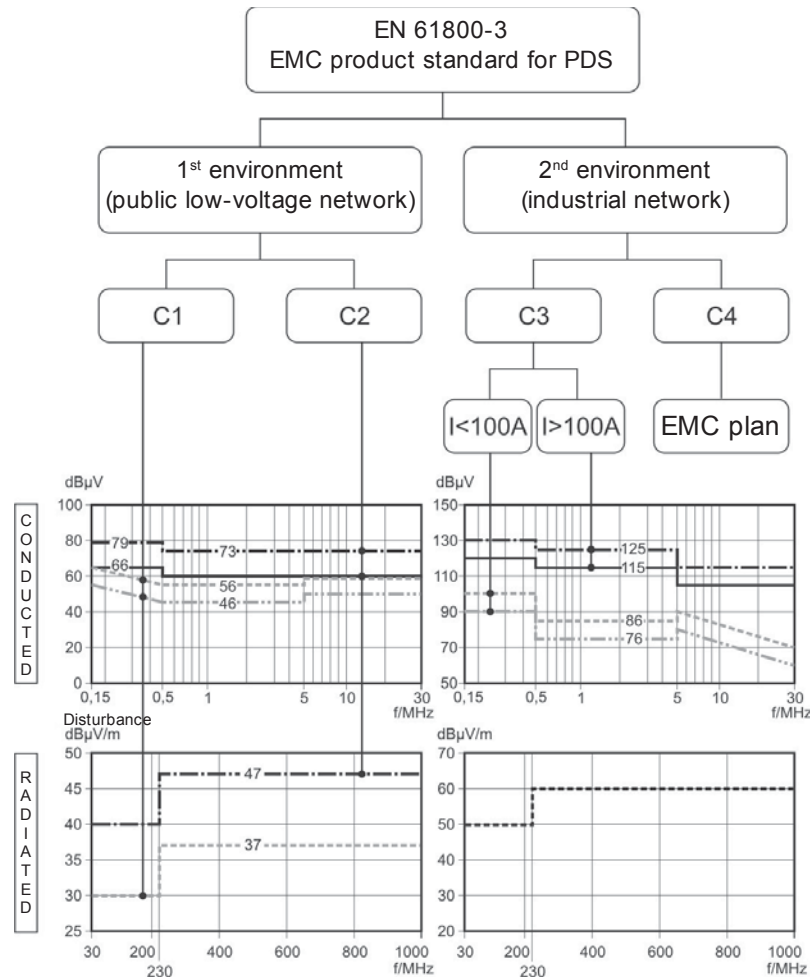 EN 61800-3
EMC product standard for PDS
1st environment
(public low-voltage network)
2nd environment
(industrial network)
C1
C2
C3
C4
I<100A
I>100A
EMC plan
CONDUCTED
dBµV
100
80
60
40
20
0
79
73
66
56
46
0,15
0,5
1
5
10
30
f/MHz
dBµV
150
130
110
90
70
50
125
115
86
76
0,15
0,5
1
5
10
30
f/MHz
RADIATED
Disturbance
dBµV/m
50
45
40
35
30
25
47
37
30
200
230
400
600
800
1000
f/MHz
dBµV/m
70
60
50
40
30
20
30
200
230
400
600
800
1000
f/MHz